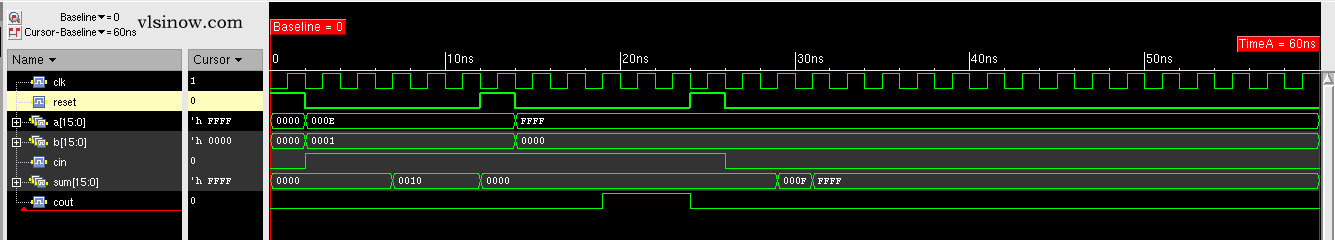 Baseline ▾= 0
Cursor-Baseline ▾= 60ns
vlsinow.com
Baseline = 0
TimeA = 60ns
Name ▾ Cursor ▾
0 10ns 20ns 30ns 40ns 50ns
clk 1
reset 0
a[15:0] 'h FFFF 0000 000E FFFF
b[15:0] 'h 0000 0000 0001 0000
cin 0
sum[15:0] 'h FFFF 0000 0010 0000 000F FFFF
cout 0